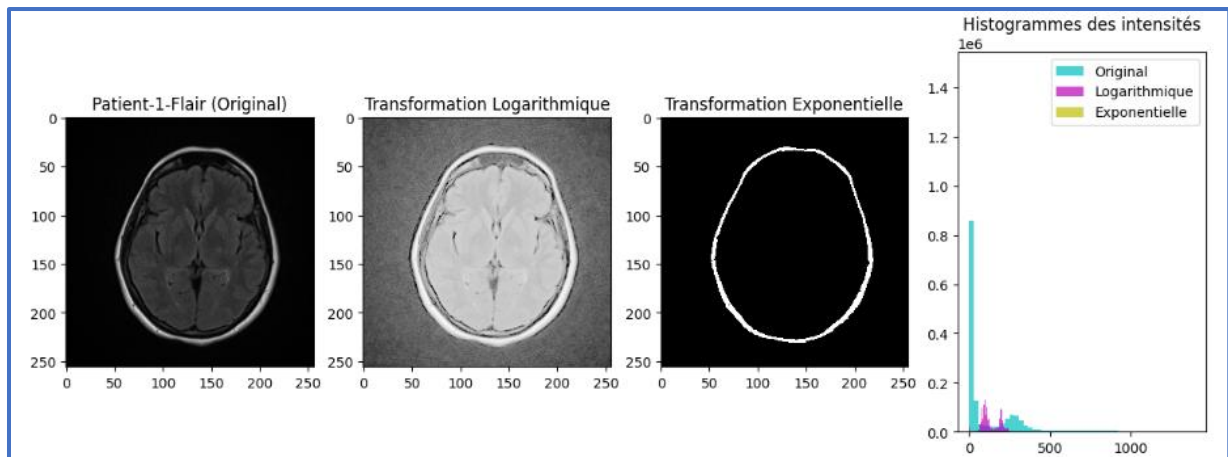 Histogrammes des intensités
1e6
Patient-1-Flair (Original)
Transformation Logarithmique
Transformation Exponentielle
Original
Logarithmique
Exponentielle
0
50
100
150
200
250
0 50 100 150 200 250
0
50
100
150
200
250
0 50 100 150 200 250
0
50
100
150
200
250
0 50 100 150 200 250
1.4
1.2
1.0
0.8
0.6
0.4
0.2
0.0
0 500 1000